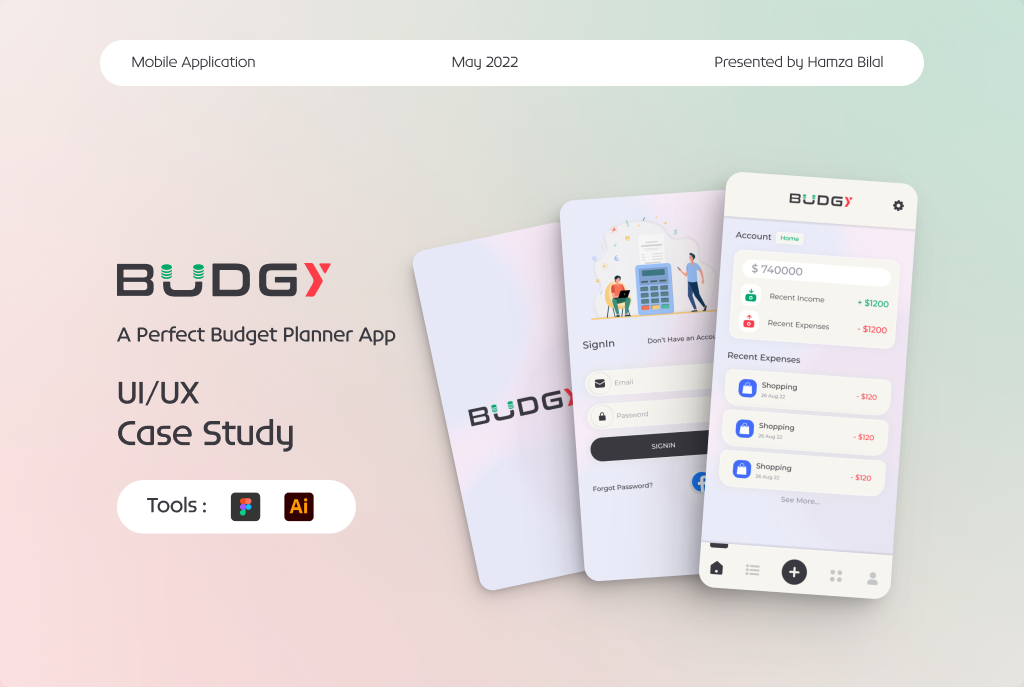 Mobile Application
May 2022
Presented by Hamza Bilal
BUDGY
A Perfect Budget Planner App
UI/UX
Case Study
Tools :
Ai
BUDGY
SignIn
Don't Have an Accou
Email
Password
SIGNIN
Forgot Password?
BUDGY
Account
Home
$ 740000
Recent Income
+ $1200
Recent Expenses
- $1200
Recent Expenses
Shopping
- $120
26 Aug 22
Shopping
- $120
26 Aug 22
Shopping
- $120
26 Aug 22
See More...